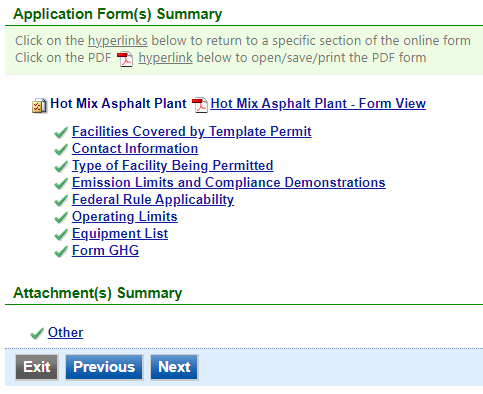 Application Form(s) Summary
Click on the hyperlinks below to return to a specific section of the online form
Click on the PDF hyperlink below to open/save/print the PDF form
Hot Mix Asphalt Plant Hot Mix Asphalt Plant - Form View
Facilities Covered by Template Permit
Contact Information
Type of Facility Being Permitted
Emission Limits and Compliance Demonstrations
Federal Rule Applicability
Operating Limits
Equipment List
Form GHG
Attachment(s) Summary
Other
Exit Previous Next